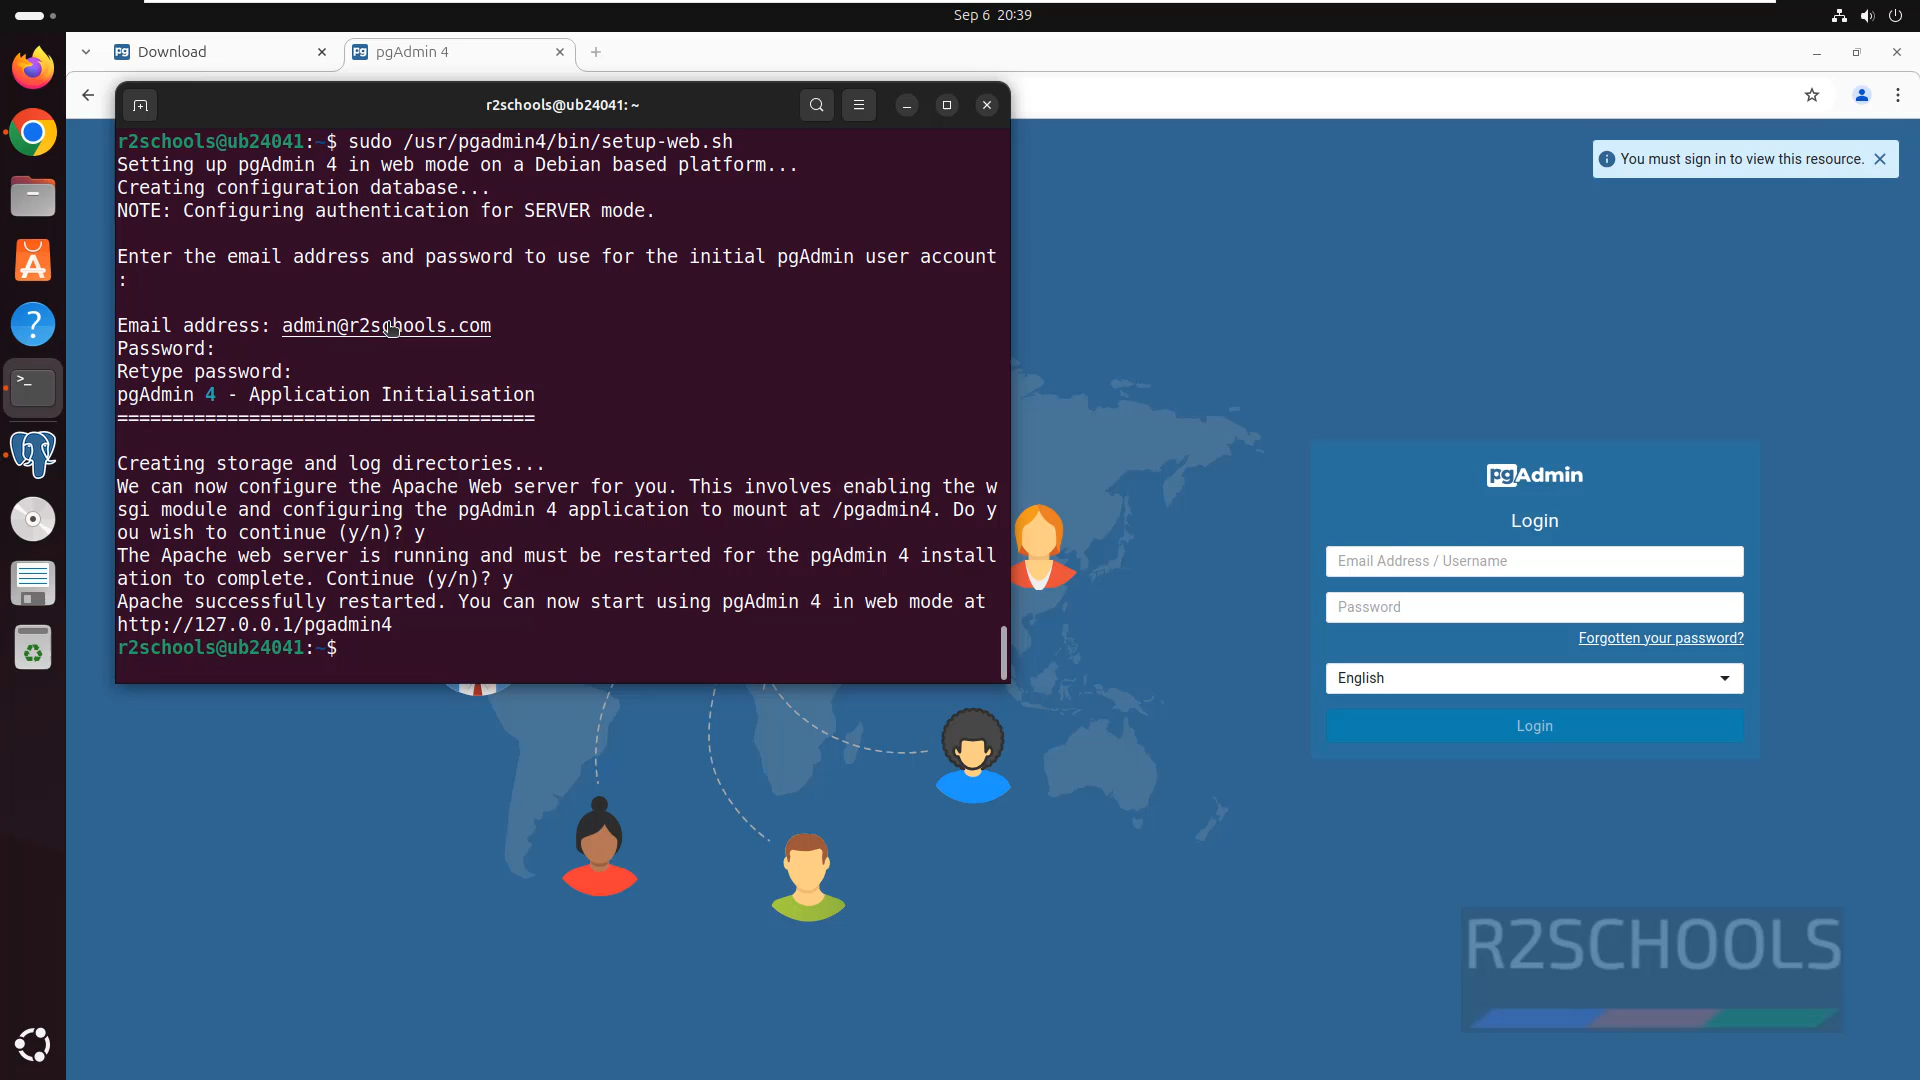 Sep 6 20:39
Download
pgAdmin 4
r2schools@ub24041: ~
r2schools@ub24041:~$ sudo /usr/pgadmin4/bin/setup-web.sh
Setting up pgAdmin 4 in web mode on a Debian based platform...
Creating configuration database...
NOTE: Configuring authentication for SERVER mode.
Enter the email address and password to use for the initial pgAdmin user account
:
Email address: admin@r2schools.com
Password:
Retype password:
pgAdmin 4 - Application Initialisation
======================================
Creating storage and log directories...
We can now configure the Apache Web server for you. This involves enabling the w
sgi module and configuring the pgAdmin 4 application to mount at /pgadmin4. Do y
ou wish to continue (y/n)? y
The Apache web server is running and must be restarted for the pgAdmin 4 install
ation to complete. Continue (y/n)? y
Apache successfully restarted. You can now start using pgAdmin 4 in web mode at
http://127.0.0.1/pgadmin4
r2schools@ub24041:~$
You must sign in to view this resource.
pgAdmin
Login
Email Address / Username
Password
Forgotten your password?
English
Login
R2SCHOOLS